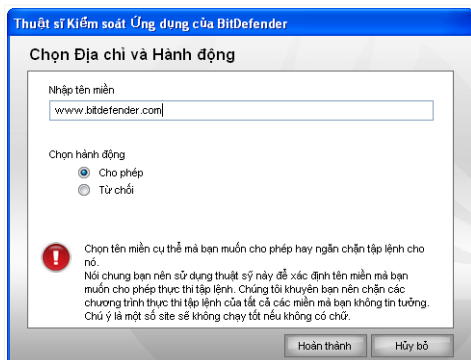 Thuật sĩ Kiểm soát Ứng dụng của BitDefender
Chọn Địa chỉ và Hành động
Nhập tên miền
www.bitdefender.com
Chọn hành động
Cho phép
Từ chối
Chọn tên miền cụ thể mà bạn muốn cho phép hay ngăn chặn tập lệnh cho
nó.
Nói chung bạn nên sử dụng thuật sỹ này để xác định tên miền mà bạn
muốn cho phép thực thi tập lệnh. Chúng tôi khuyên bạn nên chặn các
chương trình thực thi tập lệnh của tất cả các miền mà bạn không tin tưởng.
Chú ý là một số site sẽ không chạy tốt nếu không có chữ.
Hoàn thành
Hủy bỏ